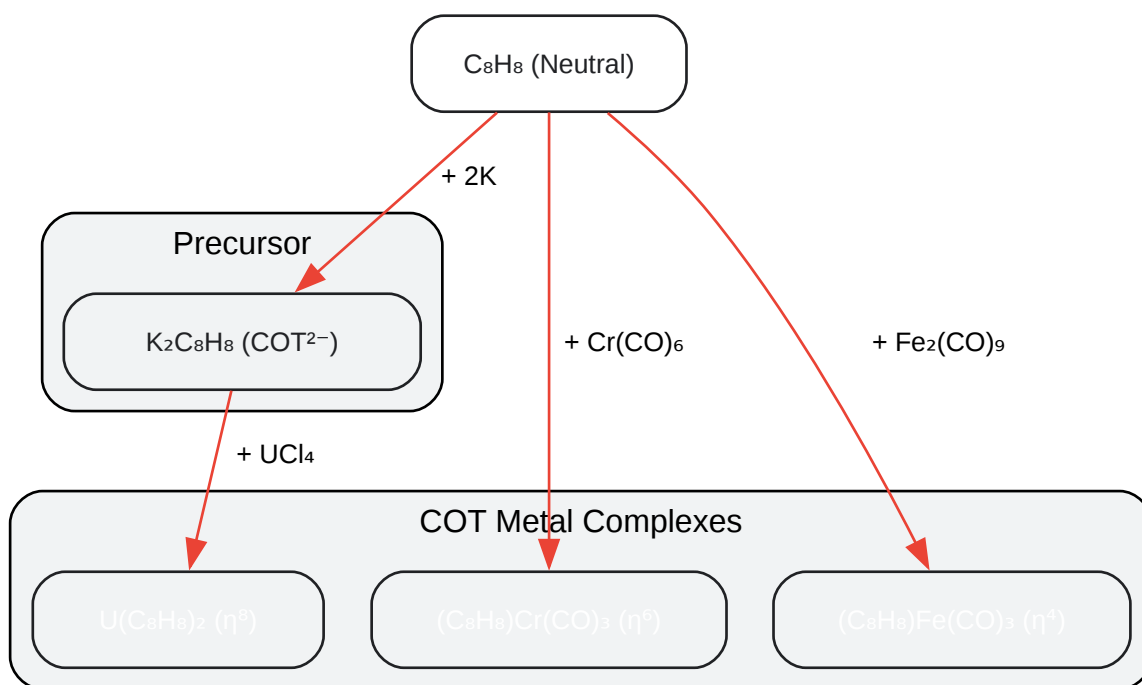 C₈H₈ (Neutral)
+ 2K
Precursor
K₂C₈H₈ (COT²⁻)
+ Cr(CO)₆
+ Fe₂(CO)₉
+ UCl₄
COT Metal Complexes
U(C₈H₈)₂ (η⁸)
(C₈H₈)Cr(CO)₃ (η⁶)
(C₈H₈)Fe(CO)₃ (η⁴)